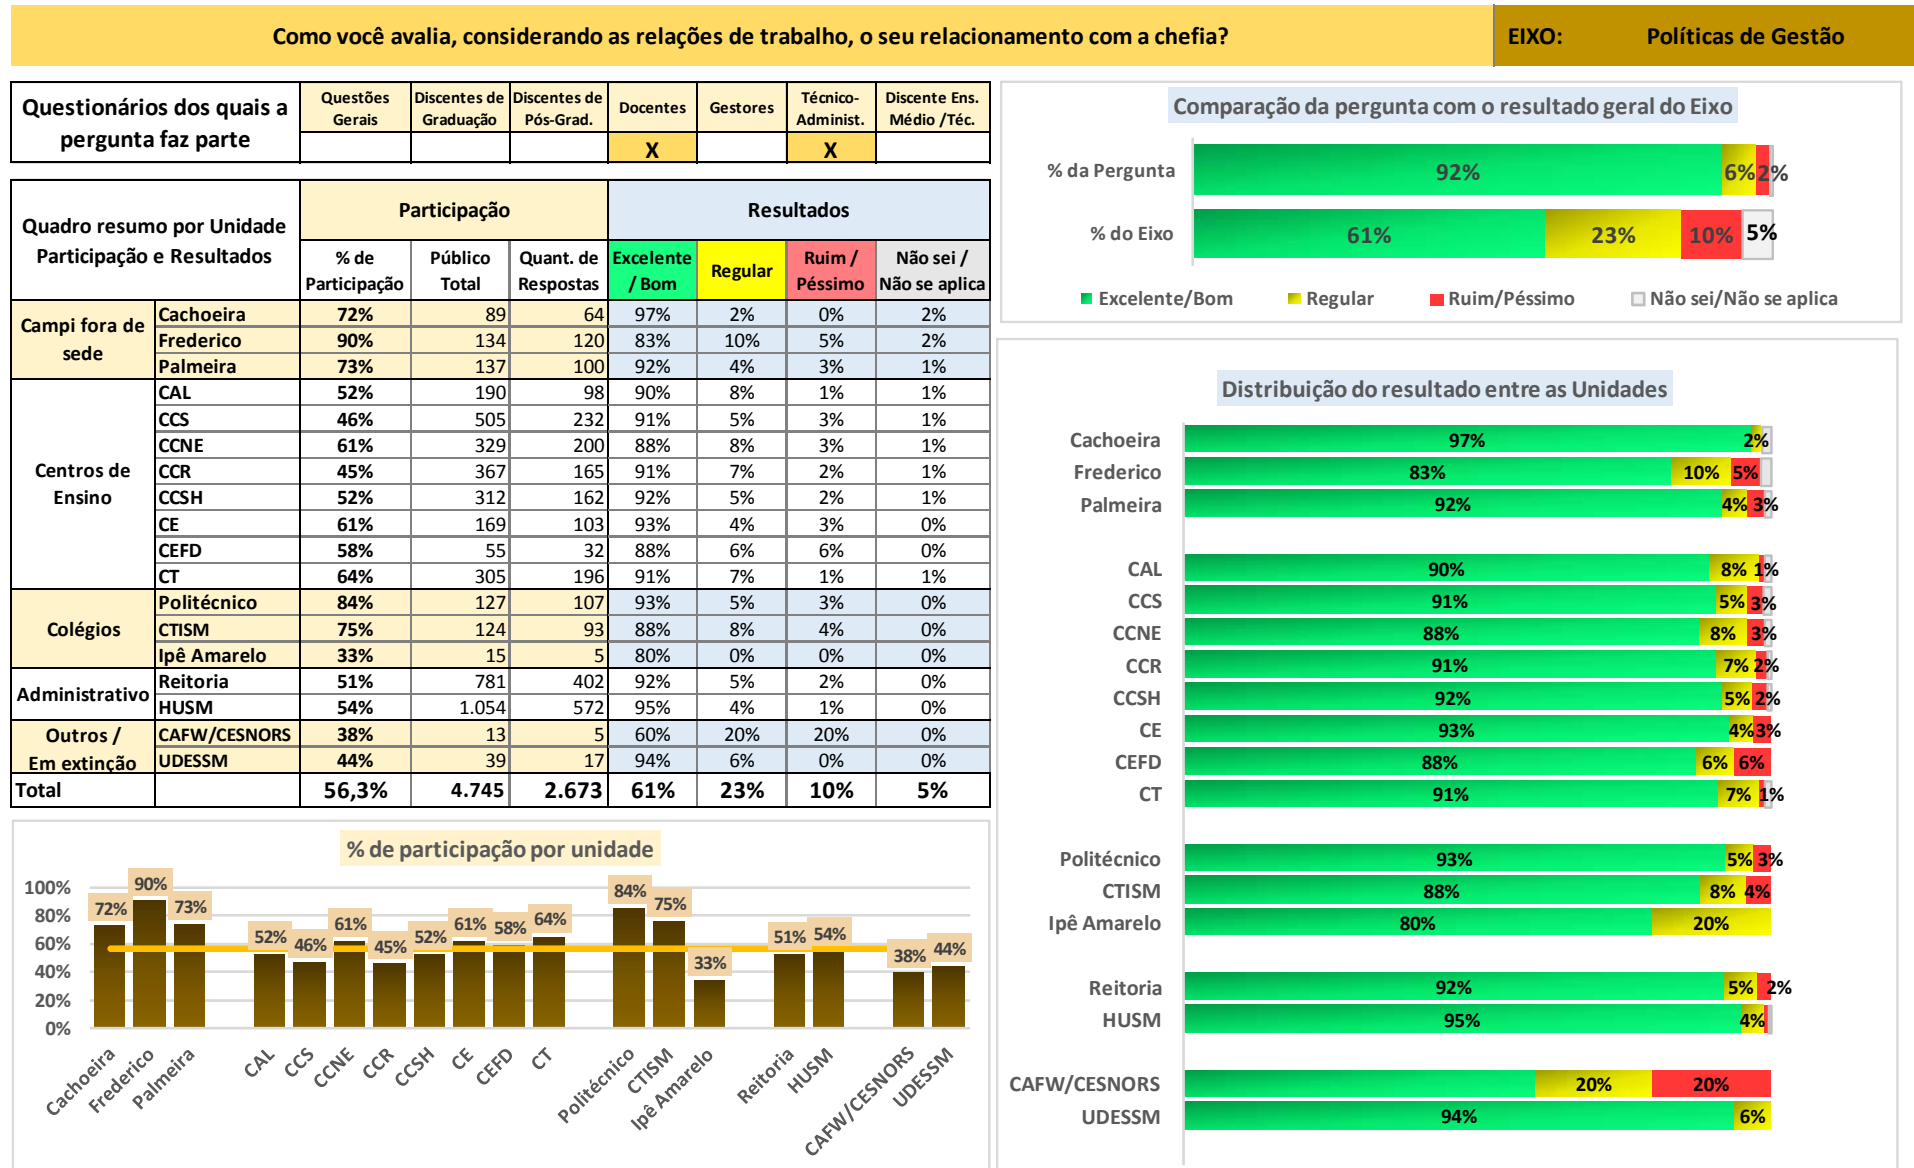 Como você avalia, considerando as relações de trabalho, o seu relacionamento com a chefia?
EIXO: Políticas de Gestão
Questionários dos quais a pergunta faz parte
Questões Gerais
Discentes de Graduação
Discentes de Pós-Grad.
Docentes
Gestores
Técnico-Administ.
Discente Ens. Médio /Téc.
X X
Quadro resumo por Unidade
Participação e Resultados
Participação
Resultados
% de Participação
Público Total
Quant. de Respostas
Excelente / Bom
Regular
Ruim / Péssimo
Não sei / Não se aplica
Campi fora de sede
Cachoeira 72% 89 64 97% 2% 0% 2%
Frederico 90% 134 120 83% 10% 5% 2%
Palmeira 73% 137 100 92% 4% 3% 1%
Centros de Ensino
CAL 52% 190 98 90% 8% 1% 1%
CCS 46% 505 232 91% 5% 3% 1%
CCNE 61% 329 200 88% 8% 3% 1%
CCR 45% 367 165 91% 7% 2% 1%
CCSH 52% 312 162 92% 5% 2% 1%
CE 61% 169 103 93% 4% 3% 0%
CEFD 58% 55 32 88% 6% 6% 0%
CT 64% 305 196 91% 7% 1% 1%
Colégios
Politécnico 84% 127 107 93% 5% 3% 0%
CTISM 75% 124 93 88% 8% 4% 0%
Ipê Amarelo 33% 15 5 80% 0% 0% 0%
Administrativo
Reitoria 51% 781 402 92% 5% 2% 0%
HUSM 54% 1.054 572 95% 4% 1% 0%
Outros / Em extinção
CAFW/CESNORS 38% 13 5 60% 20% 20% 0%
UDESSM 44% 39 17 94% 6% 0% 0%
Total 56,3% 4.745 2.673 61% 23% 10% 5%
% de participação por unidade
100%
80%
60%
40%
20%
0%
72% 90% 73% 52% 46% 61% 45% 52% 61% 58% 64% 84% 75% 33% 51% 54% 38% 44%
Cachoeira Frederico Palmeira CAL CCS CCNE CCR CCSH CE CEFD CT Politécnico CTISM Ipê Amarelo Reitoria HUSM CAFW/CESNORS UDESSM
Comparação da pergunta com o resultado geral do Eixo
% da Pergunta 92% 6% 2%
% do Eixo 61% 23% 10% 5%
Excelente/Bom Regular Ruim/Péssimo Não sei/Não se aplica
Distribuição do resultado entre as Unidades
Cachoeira 97% 2%
Frederico 83% 10% 5%
Palmeira 92% 4% 3%
CAL 90% 8% 1%
CCS 91% 5% 3%
CCNE 88% 8% 3%
CCR 91% 7% 2%
CCSH 92% 5% 2%
CE 93% 4% 3%
CEFD 88% 6% 6%
CT 91% 7% 1%
Politécnico 93% 5% 3%
CTISM 88% 8% 4%
Ipê Amarelo 80% 20%
Reitoria 92% 5% 2%
HUSM 95% 4%
CAFW/CESNORS 20% 20%
UDESSM 94% 6%